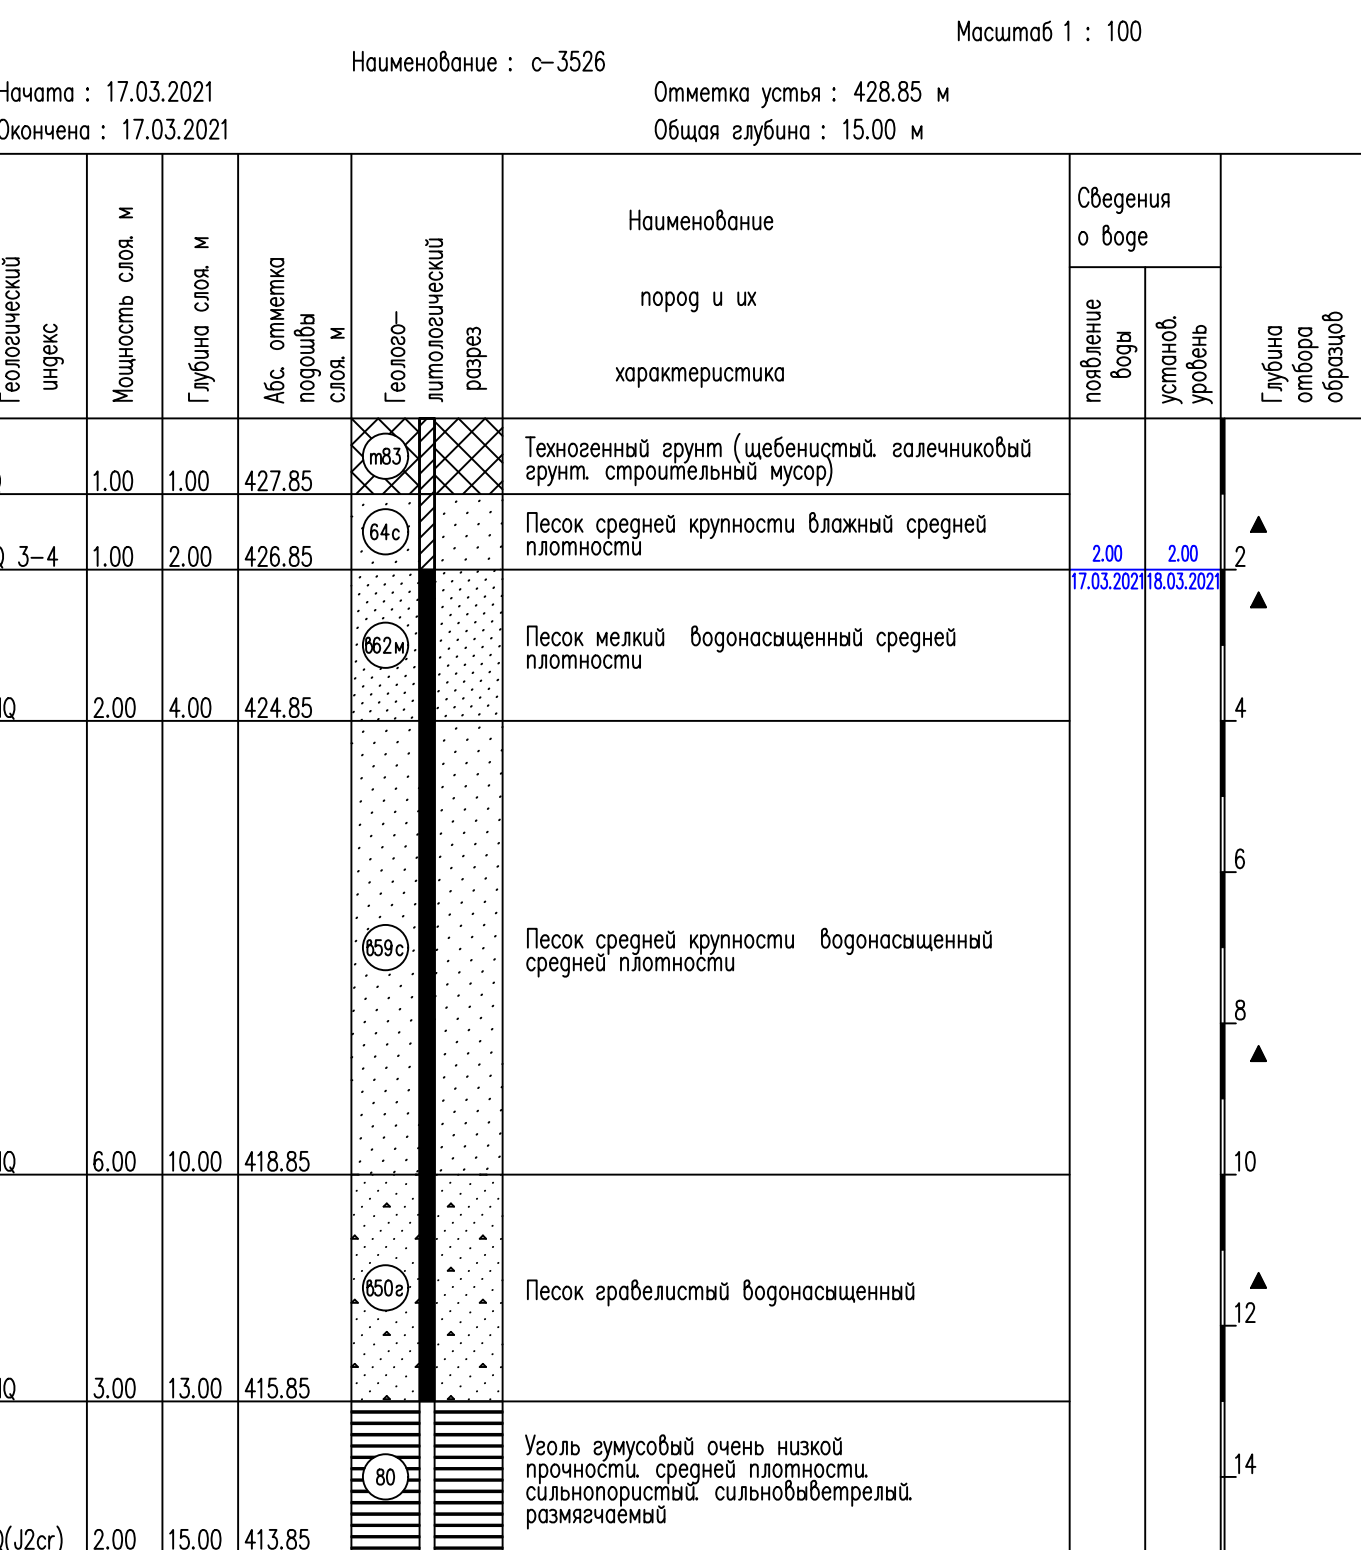 Масштаб 1 : 100
Наименование : с-3526
Начата : 17.03.2021
Отметка устья : 428.85 м
Окончена : 17.03.2021
Общая глубина : 15.00 м
Геологический
индекс
Мощность слоя. м
Глубина слоя. м
Абс. отметка
подошвы
слоя. м
Геолого-
литологический
разрез
Наименование
пород и их
характеристика
Сведения
о воде
появление
воды
установ.
уровень
Глубина
отбора
образцов
m83
1.00 1.00 427.85
Техногенный грунт (щебенистый. галечниковый
грунт. строительный мусор)
64с
Q 3-4 1.00 2.00 426.85
Песок средней крупности влажный средней
плотности
2.00 2.00
17.03.2021 18.03.2021
2
в62м
Q 2.00 4.00 424.85
Песок мелкий водонасыщенный средней
плотности
4
6
в59с
Q 6.00 10.00 418.85
Песок средней крупности водонасыщенный
средней плотности
8
10
в50г
Q 3.00 13.00 415.85
Песок гравелистый водонасыщенный
12
80
(J2cr) 2.00 15.00 413.85
Уголь гумусовый очень низкой
прочности. средней плотности.
сильнопористый. сильновыветрелый.
размягчаемый
14